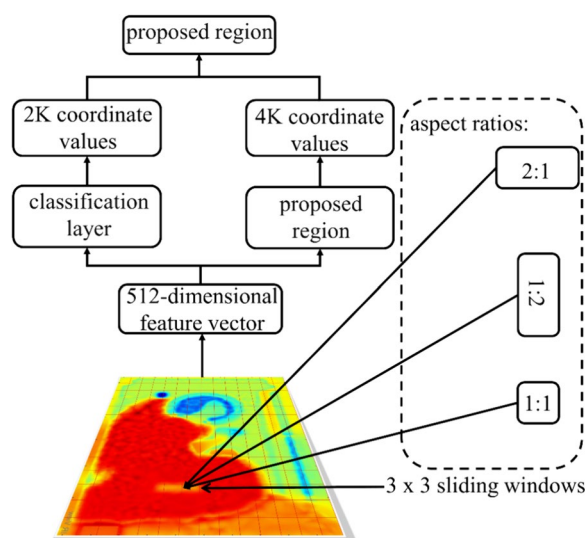 proposed region
2K coordinate
values
4K coordinate
values
classification
layer
proposed
region
512-dimensional
feature vector
aspect ratios:
2:1
1:2
1:1
3 x 3 sliding windows